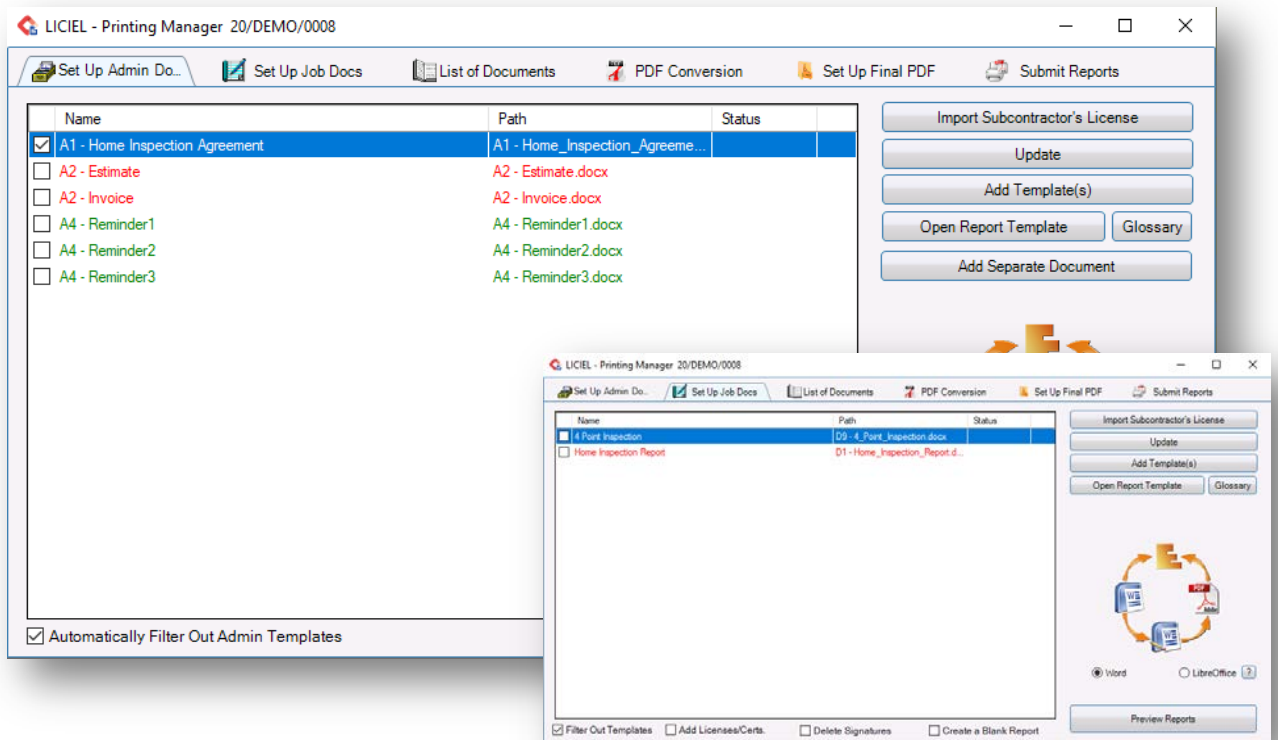 LICIEL - Printing Manager 20/DEMO/0008
Set Up Admin Do... Set Up Job Docs List of Documents PDF Conversion Set Up Final PDF Submit Reports
Name Path Status
A1 - Home Inspection Agreement A1 - Home_Inspection_Agreeme...
A2 - Estimate A2 - Estimate.docx
A2 - Invoice A2 - Invoice.docx
A4 - Reminder1 A4 - Reminder1.docx
A4 - Reminder2 A4 - Reminder2.docx
A4 - Reminder3 A4 - Reminder3.docx
Import Subcontractor's License
Update
Add Template(s)
Open Report Template Glossary
Add Separate Document
Automatically Filter Out Admin Templates
LICIEL - Printing Manager 20/DEMO/0008
Set Up Admin Do... Set Up Job Docs List of Documents PDF Conversion Set Up Final PDF Submit Reports
Name Path Status
4 Point Inspection D9 - 4_Point_Inspection.docx
Home Inspection Report D1 - Home_Inspection_Report.d...
Import Subcontractor's License
Update
Add Template(s)
Open Report Template Glossary
PDF
Adobe
Word LibreOffice ?
Preview Reports
Filter Out Templates Add Licenses/Certs. Delete Signatures Create a Blank Report